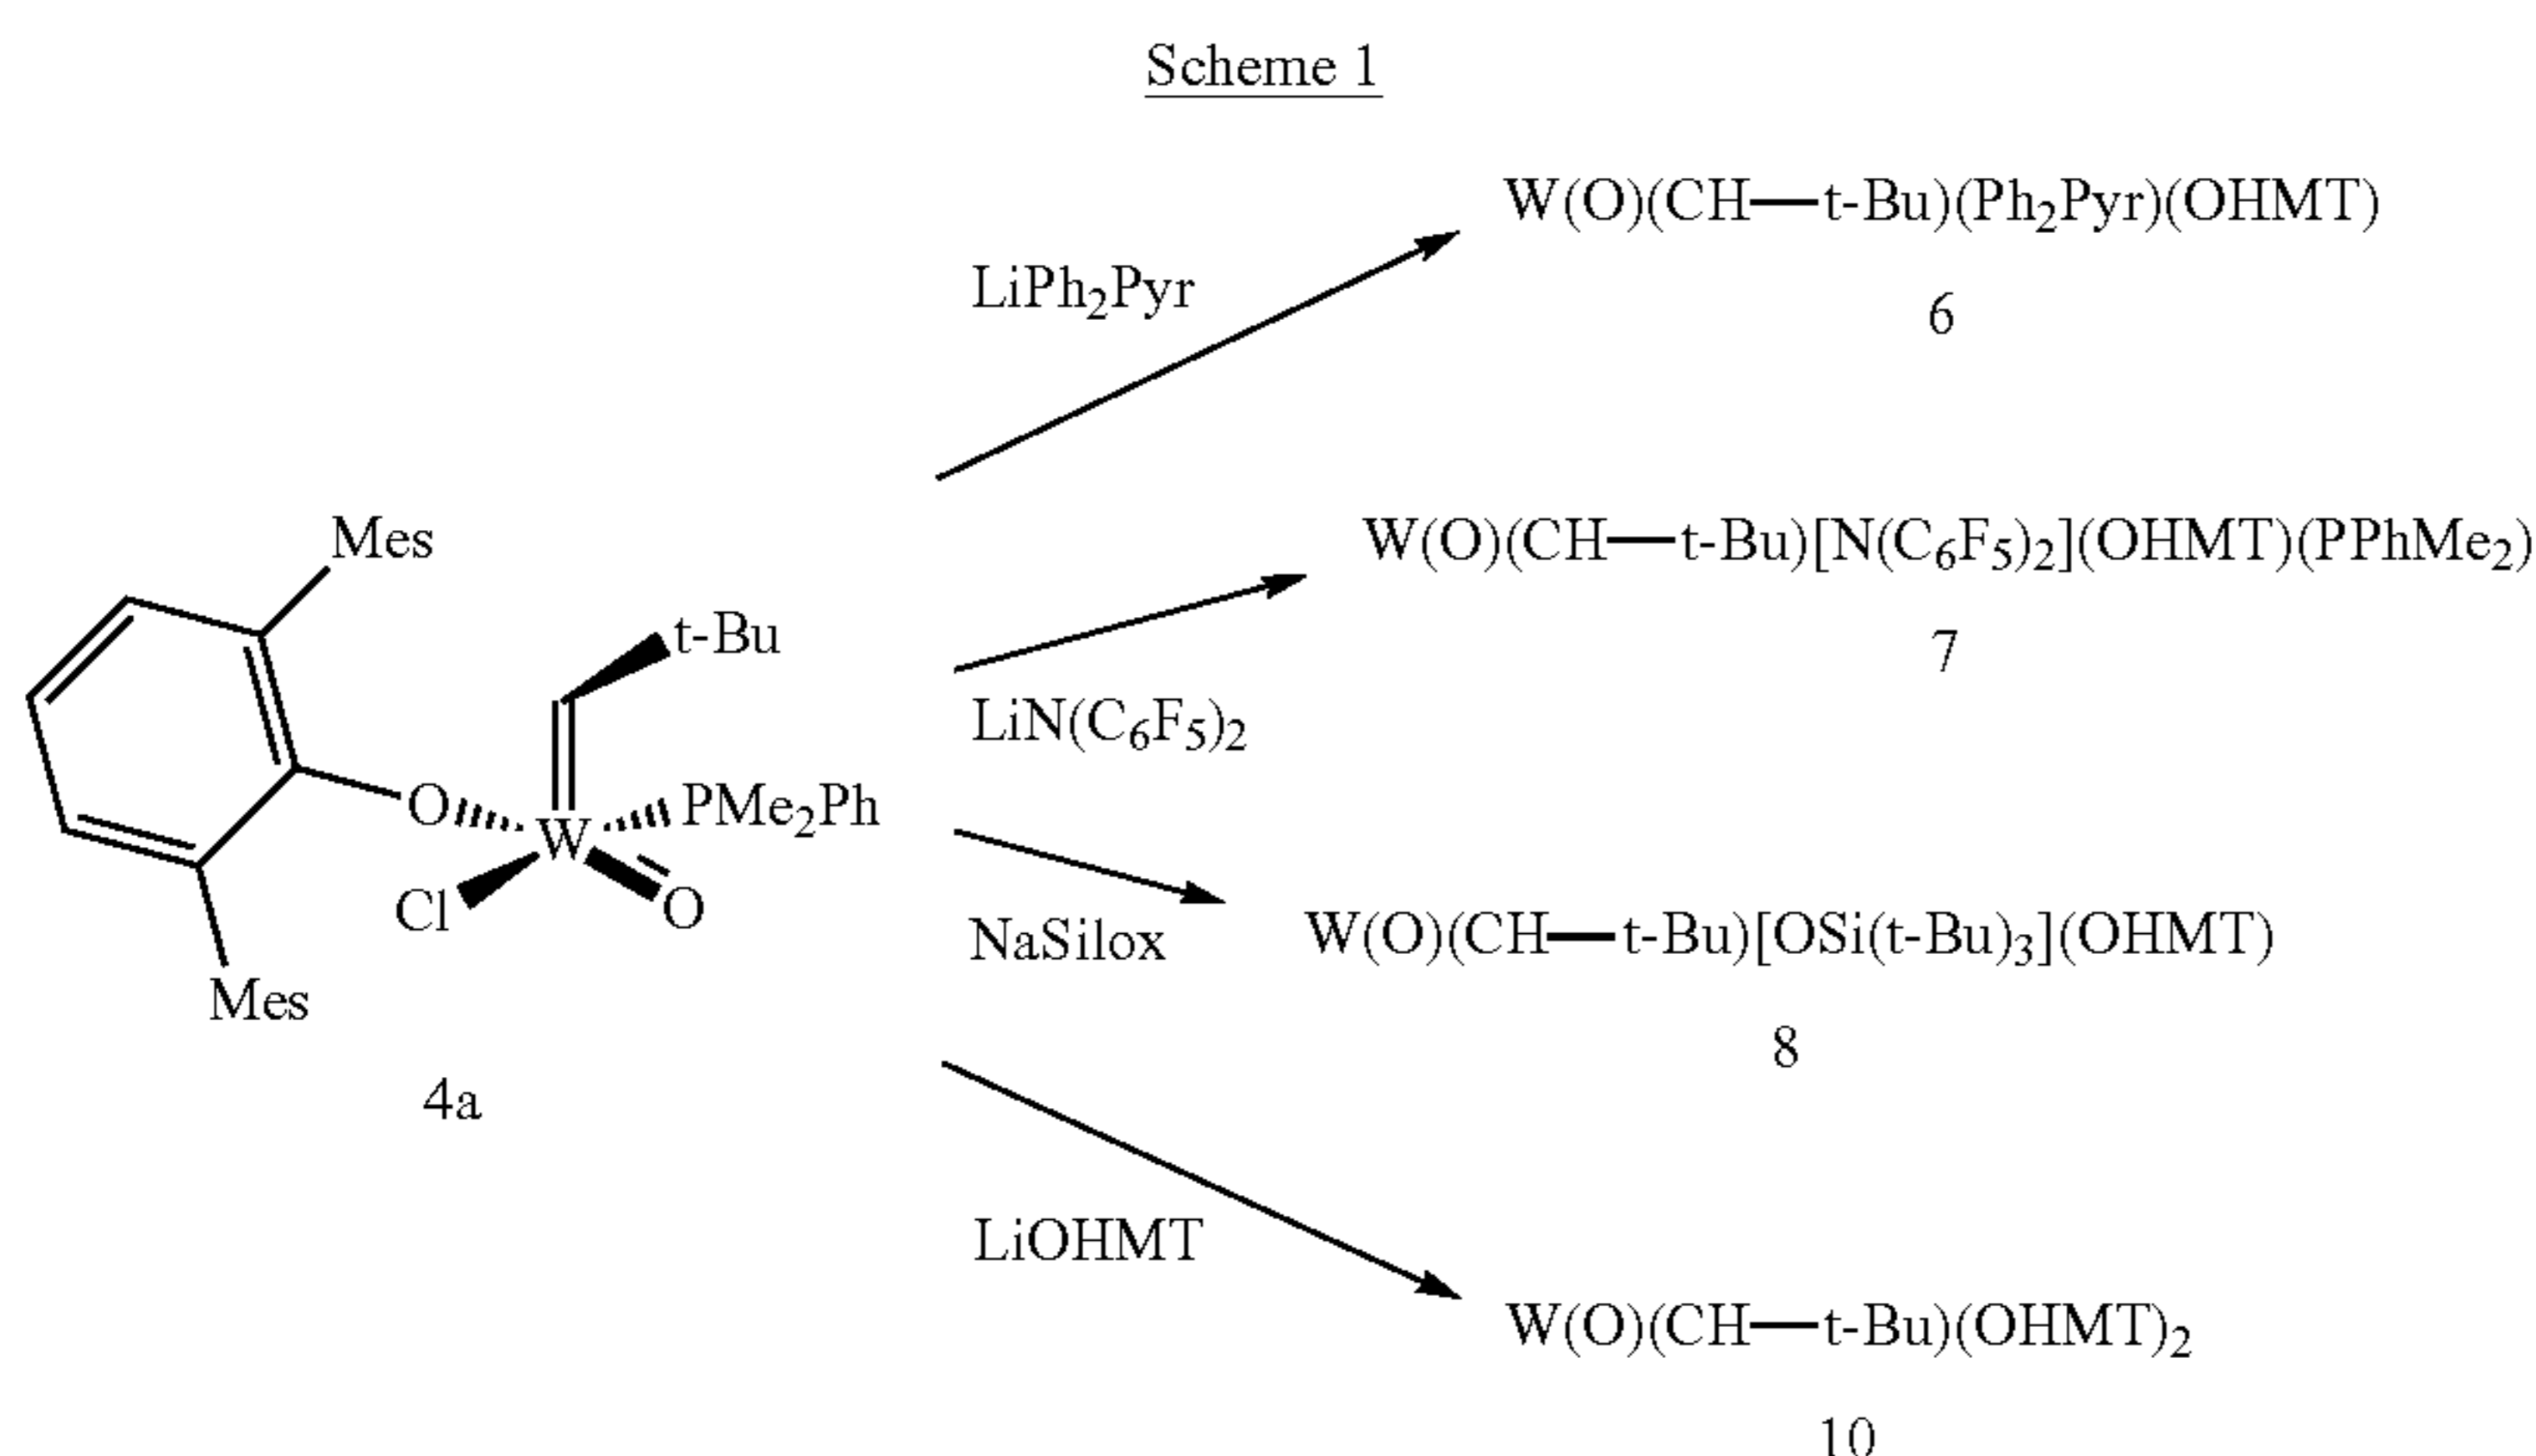 Scheme 1
W(O)(CH—t-Bu)(Ph₂Pyr)(OHMT)
LiPh₂Pyr
6
Mes
W(O)(CH—t-Bu)[N(C₆F₅)₂](OHMT)(PPhMe₂)
t-Bu
7
LiN(C₆F₅)₂
O
W
PMe₂Ph
Cl
O
NaSilox
W(O)(CH—t-Bu)[OSi(t-Bu)₃](OHMT)
Mes
8
4a
LiOHMT
W(O)(CH—t-Bu)(OHMT)₂
10